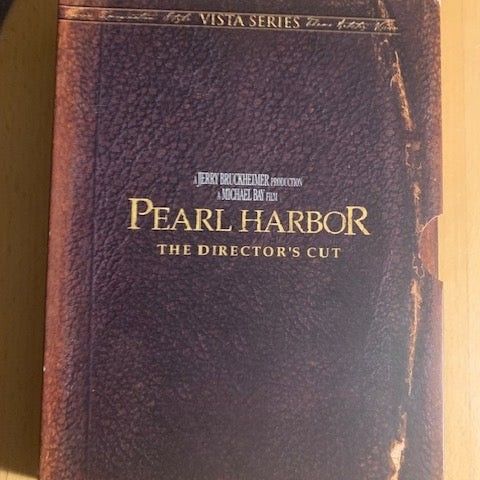 VISTA SERIES
A JERRY BRUCKHEIMER PRODUCTION
A MICHAEL BAY FILM
PEARL HARBOR
THE DIRECTOR'S CUT